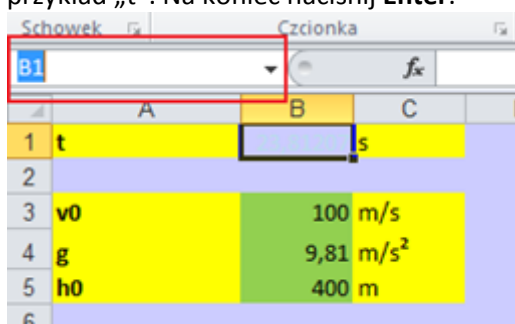 przykład „t”. Na koniec naciśnij Enter.
Schowek Czcionka
B1 fx
A B C
1 t s
2
3 v0 100 m/s
4 g 9,81 m/s²
5 h0 400 m
6